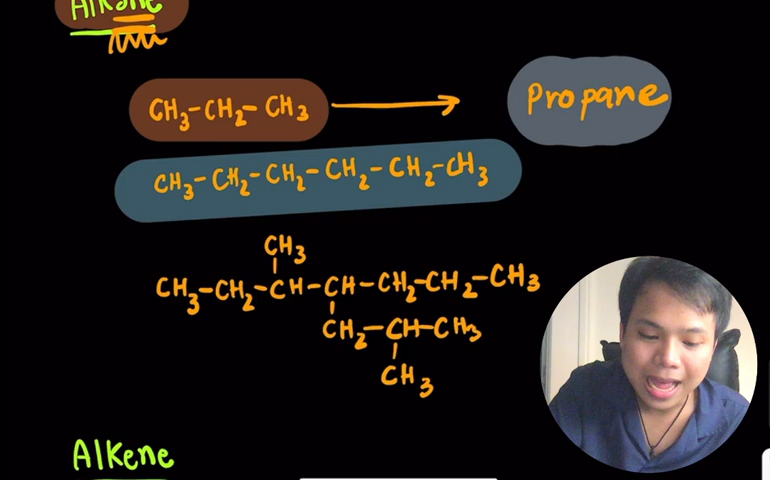 Alkane
CH₃-CH₂-CH₃ → Propane
CH₃-CH₂-CH₂-CH₂-CH₂-CH₃
CH₃
CH₃-CH₂-CH-CH-CH₂-CH₂-CH₃
CH₂-CH-CH₃
CH₃
Alkene